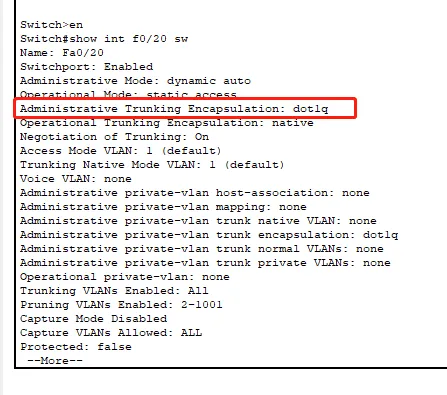 Switch>en
Switch#show int f0/20 sw
Name: Fa0/20
Switchport: Enabled
Administrative Mode: dynamic auto
Operational Mode: static access
Administrative Trunking Encapsulation: dot1q
Operational Trunking Encapsulation: native
Negotiation of Trunking: On
Access Mode VLAN: 1 (default)
Trunking Native Mode VLAN: 1 (default)
Voice VLAN: none
Administrative private-vlan host-association: none
Administrative private-vlan mapping: none
Administrative private-vlan trunk native VLAN: none
Administrative private-vlan trunk encapsulation: dot1q
Administrative private-vlan trunk normal VLANs: none
Administrative private-vlan trunk private VLANs: none
Operational private-vlan: none
Trunking VLANs Enabled: All
Pruning VLANs Enabled: 2-1001
Capture Mode Disabled
Capture VLANs Allowed: ALL
Protected: false
--More--